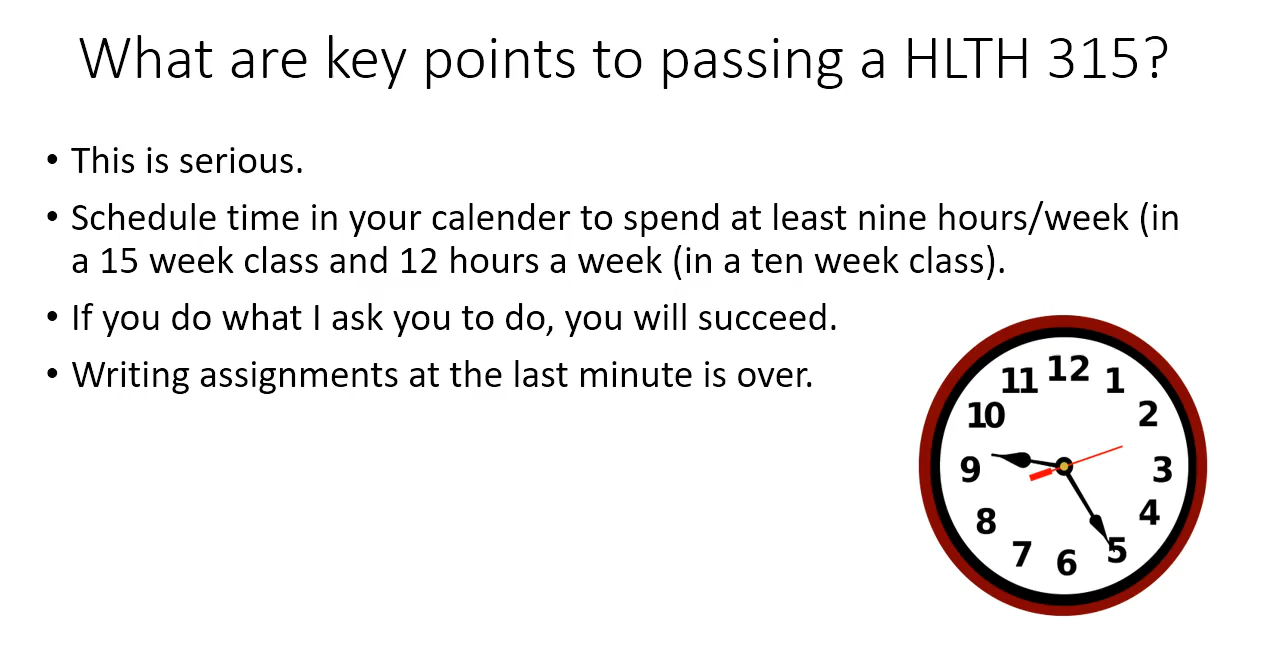 What are key points to passing a HLTH 315?
• This is serious.
• Schedule time in your calender to spend at least nine hours/week (in
a 15 week class and 12 hours a week (in a ten week class).
• If you do what I ask you to do, you will succeed.
• Writing assignments at the last minute is over.
12
11 1
10 2
9 3
8 4
7 6 5